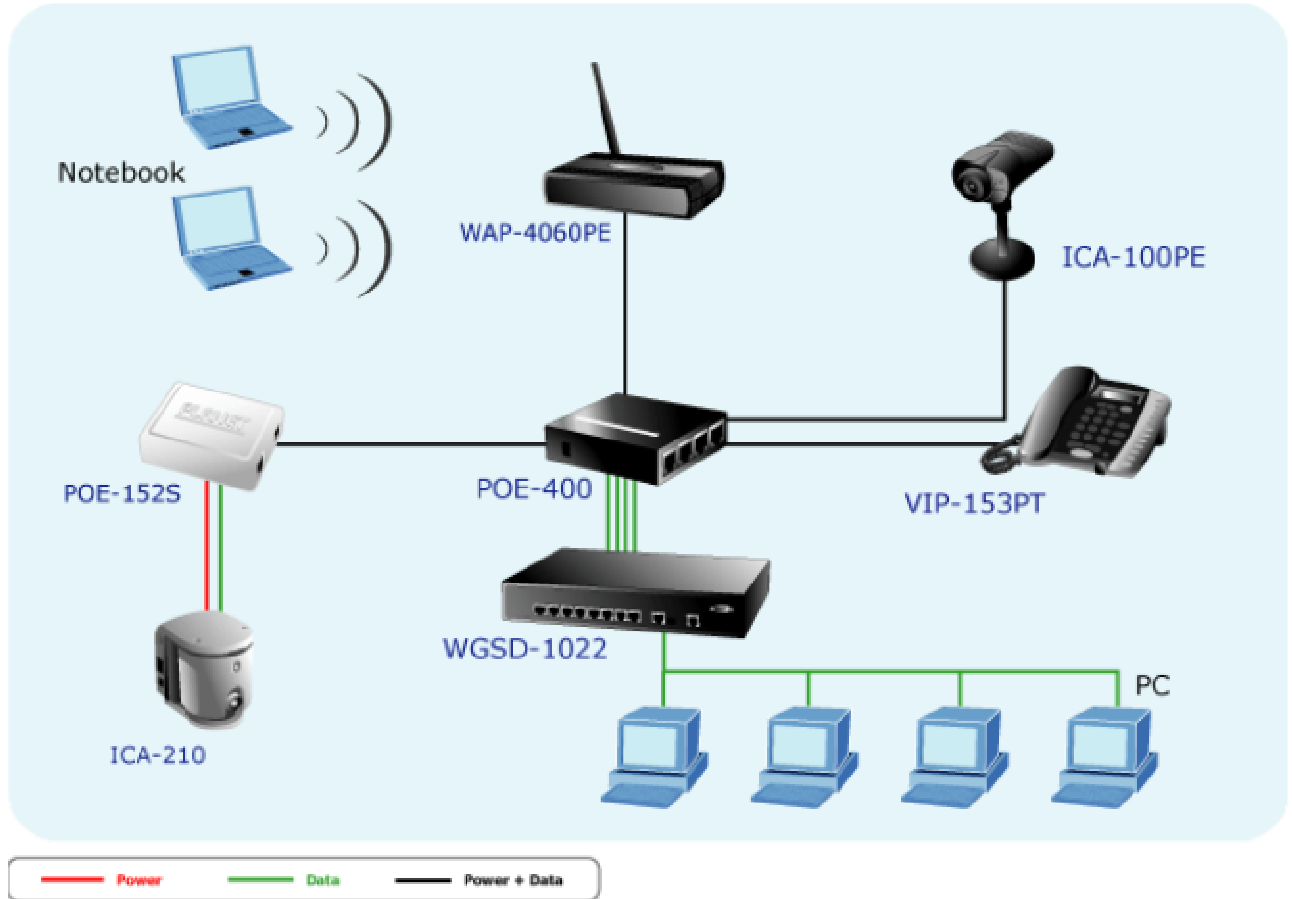 Notebook
WAP-4060PE
ICA-100PE
PLANET
POE-152S
POE-400
VIP-153PT
WGSD-1022
PC
ICA-210
Power
Data
Power + Data